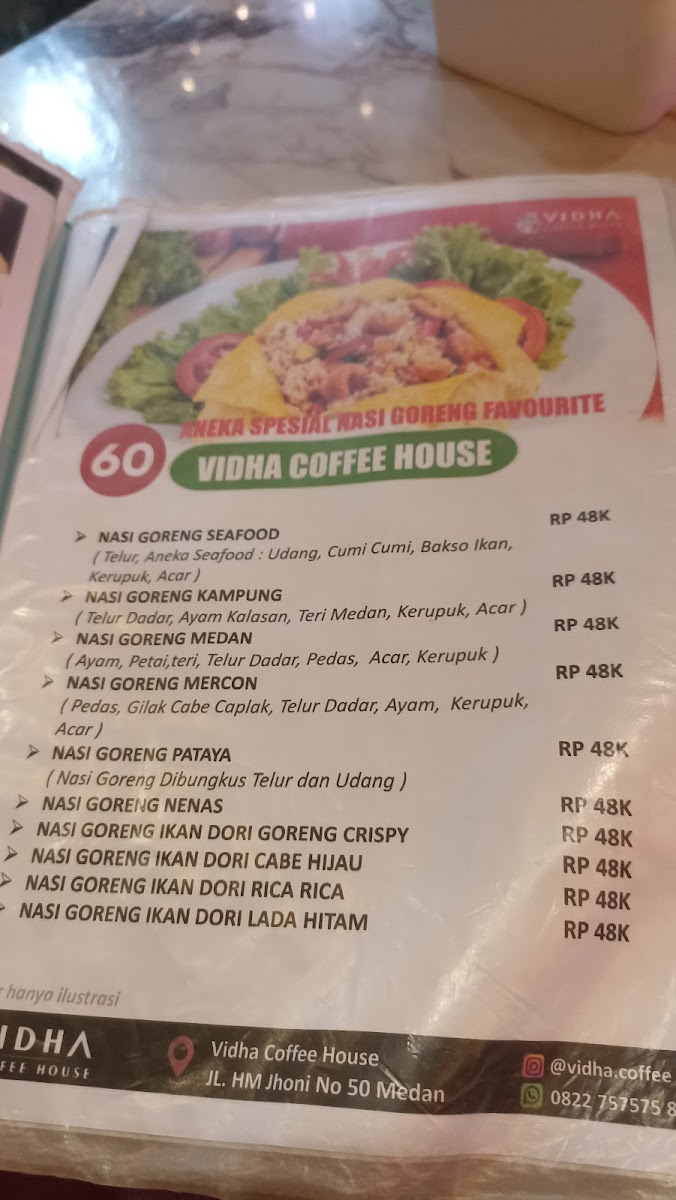 VIDHA
COFFEE HOUSE
ANEKA SPESIAL NASI GORENG FAVOURITE
60
VIDHA COFFEE HOUSE
➢ NASI GORENG SEAFOOD RP 48K
( Telur, Aneka Seafood : Udang, Cumi Cumi, Bakso Ikan,
Kerupuk, Acar )
➢ NASI GORENG KAMPUNG RP 48K
( Telur Dadar, Ayam Kalasan, Teri Medan, Kerupuk, Acar )
➢ NASI GORENG MEDAN RP 48K
( Ayam, Petai,teri, Telur Dadar, Pedas, Acar, Kerupuk )
➢ NASI GORENG MERCON RP 48K
( Pedas, Gilak Cabe Caplak, Telur Dadar, Ayam, Kerupuk,
Acar )
➢ NASI GORENG PATAYA RP 48K
( Nasi Goreng Dibungkus Telur dan Udang )
➢ NASI GORENG NENAS RP 48K
➢ NASI GORENG IKAN DORI GORENG CRISPY RP 48K
➢ NASI GORENG IKAN DORI CABE HIJAU RP 48K
➢ NASI GORENG IKAN DORI RICA RICA RP 48K
➢ NASI GORENG IKAN DORI LADA HITAM RP 48K
hanya ilustrasi
IDHA
FEE HOUSE
Vidha Coffee House
JL. HM Jhoni No 50 Medan
@vidha.coffee
0822 757575 8